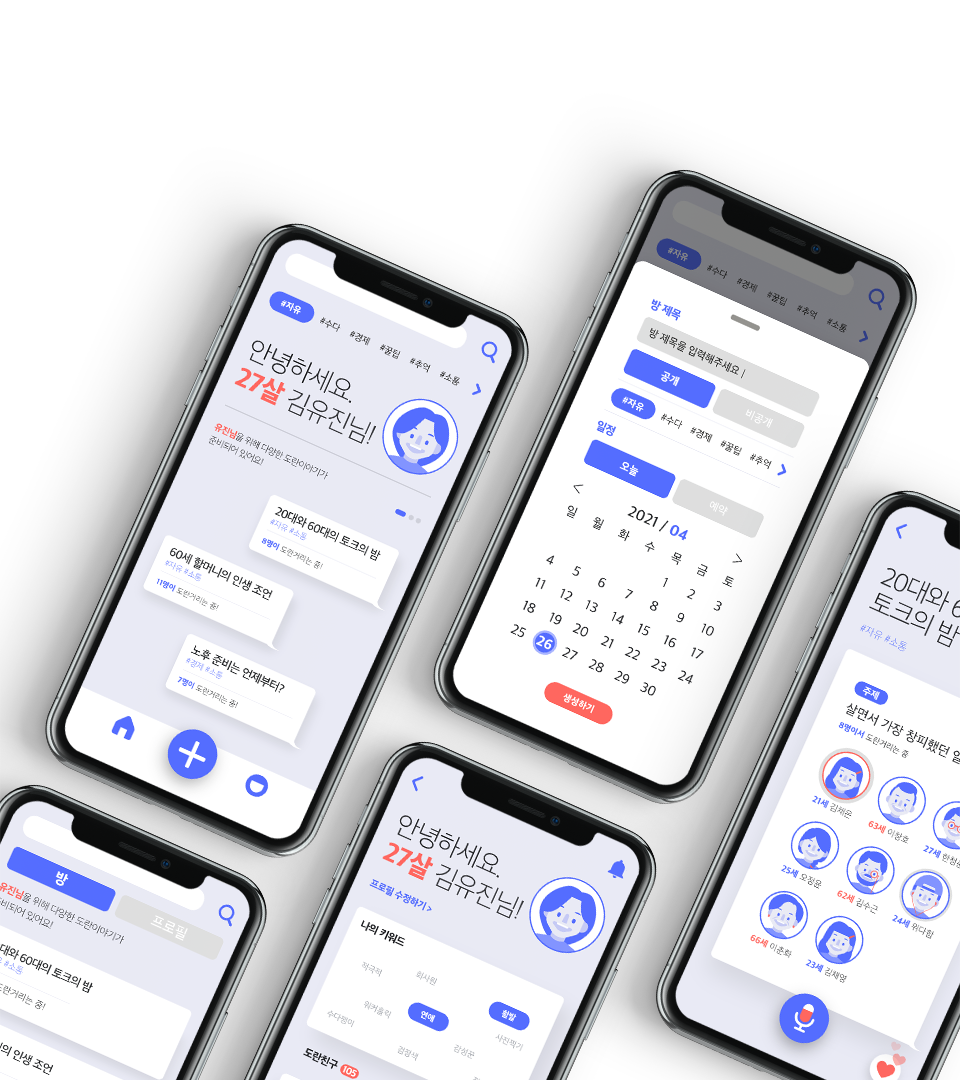 #자유 #수다 #경제 #꿀팁 #추억 #소통
안녕하세요.
27살 김유진님!
유진님을 위해 다양한 도란이야기가
준비되어 있어요!
20대와 60대의 토크의 밤
#자유 #소통
8명이 도란거리는 중!
60세 할머니의 인생 조언
#자유 #소통
11명이 도란거리는 중!
노후 준비는 언제부터?
#경제 #소통
7명이 도란거리는 중!
#자유 #수다 #경제 #꿀팁 #추억 #소통
방 제목
방 제목을 입력해주세요 |
공개 비공개
#자유 #수다 #경제 #꿀팁 #추억
일정
오늘 예약
< 2021 / 04 >
일 월 화 수 목 금 토
1 2 3
4 5 6 7 8 9 10
11 12 13 14 15 16 17
18 19 20 21 22 23 24
25 26 27 28 29 30
생성하기
20대와 6
토크의 밤
#자유 #소통
주제
살면서 가장 창피했던 일
8명이서 도란거리는 중
21세 김채은 63세 이창호 27세 한정
25세 오정윤 62세 김수근 24세 위다함
66세 이춘화 23세 김채영
방 프로필
유진님을 위해 다양한 도란이야기가
준비되어 있어요!
대와 60대의 토크의 밤
#소통
도란거리는 중!
의 인생 조언
안녕하세요.
27살 김유진님!
프로필 수정하기 >
나의 키워드
적극적 회사원
워커홀릭 연애 활발
수다쟁이 검정색 감성꾼 사진찍기
도란친구 105